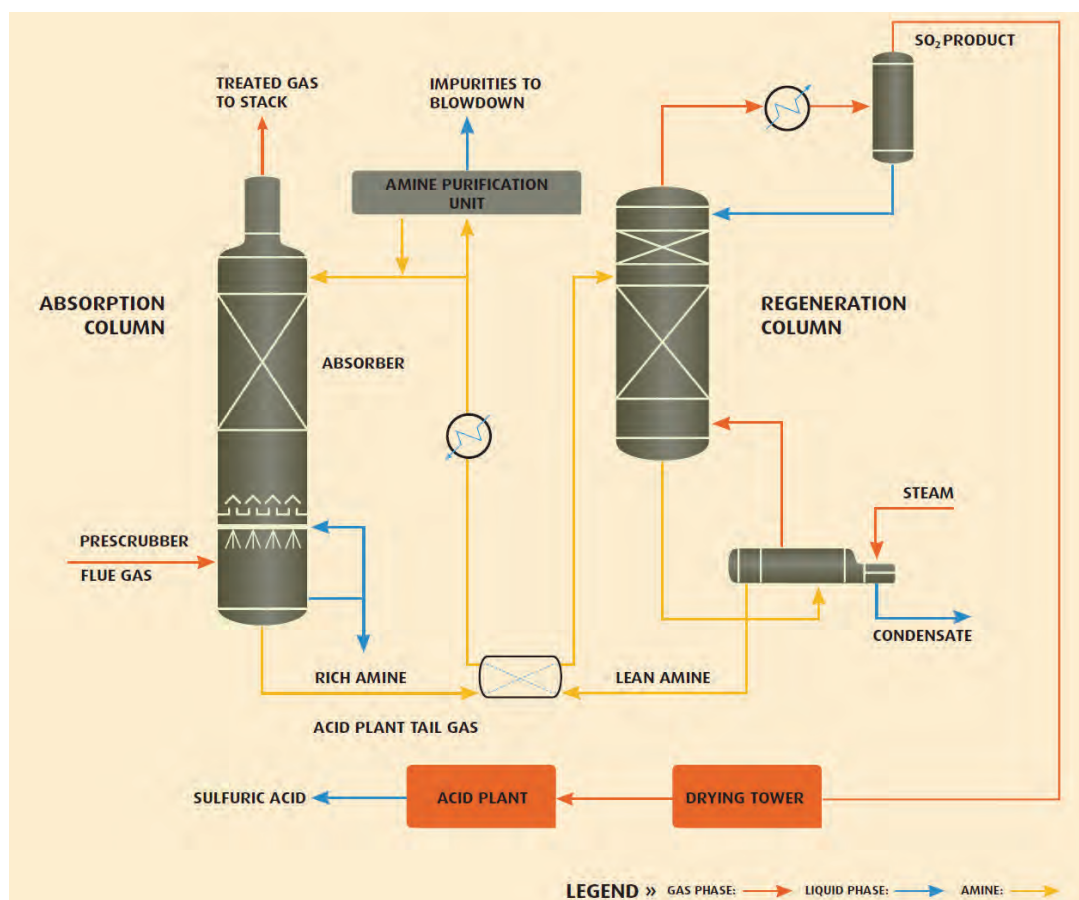 SO₂ PRODUCT
TREATED GAS
TO STACK
IMPURITIES TO
BLOWDOWN
AMINE PURIFICATION
UNIT
ABSORPTION
COLUMN
REGENERATION
COLUMN
ABSORBER
STEAM
PRESCRUBBER
FLUE GAS
CONDENSATE
RICH AMINE
LEAN AMINE
ACID PLANT TAIL GAS
SULFURIC ACID
ACID PLANT
DRYING TOWER
LEGEND » GAS PHASE: LIQUID PHASE: AMINE: